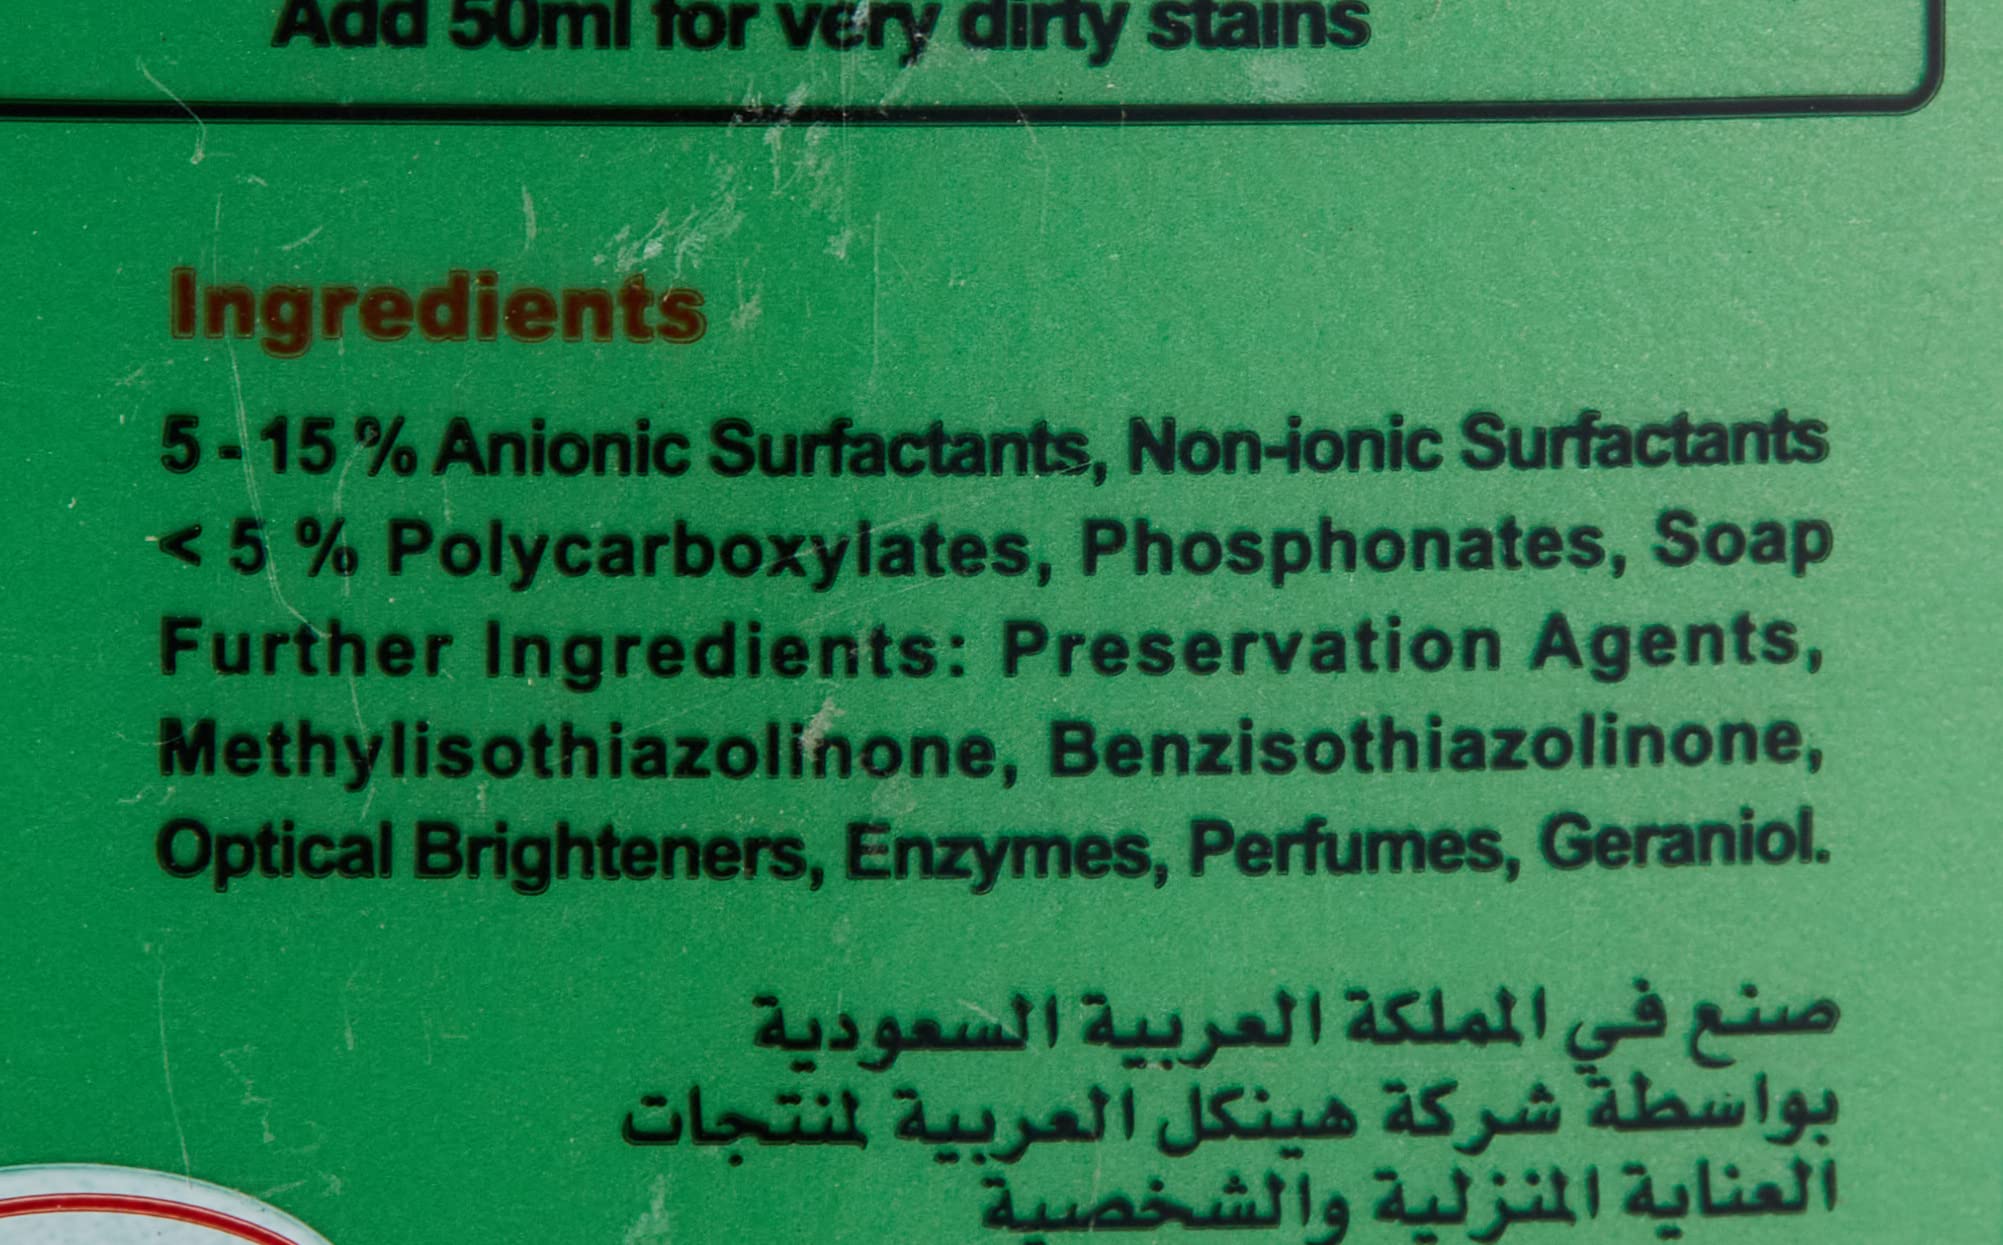 Add 50ml for very dirty stains
Ingredients
5 - 15 % Anionic Surfactants, Non-ionic Surfactants
< 5 % Polycarboxylates, Phosphonates, Soap
Further Ingredients: Preservation Agents,
Methylisothiazolinone, Benzisothiazolinone,
Optical Brighteners, Enzymes, Perfumes, Geraniol.
صنع في المملكة العربية السعودية
بواسطة شركة هينكل العربية لمنتجات
العناية المنزلية والشخصية